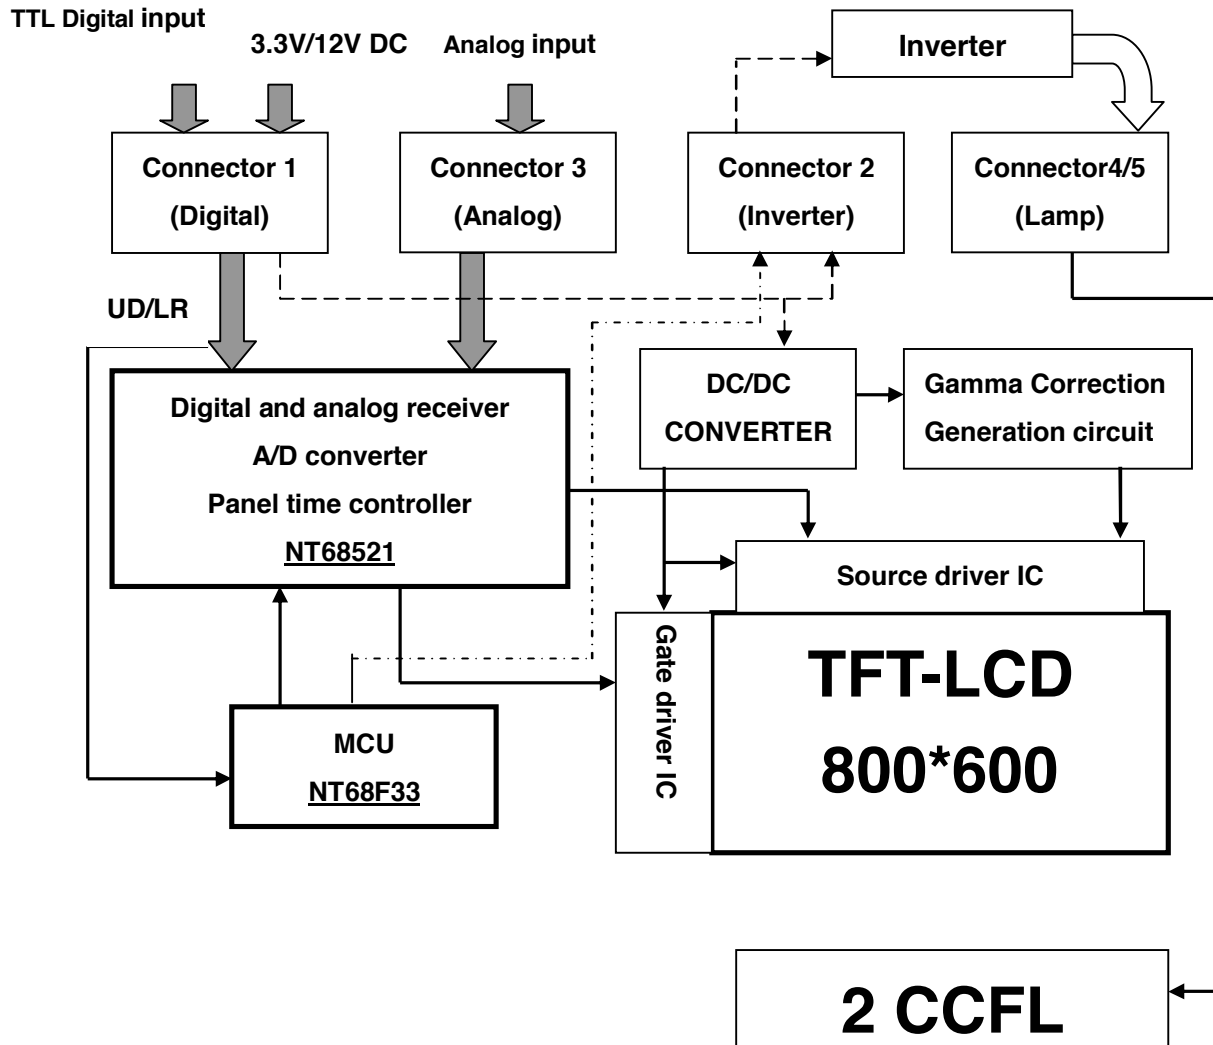 TTL Digital input
3.3V/12V DC
Analog input
Inverter
Connector 1
(Digital)
Connector 3
(Analog)
Connector 2
(Inverter)
Connector4/5
(Lamp)
UD/LR
Digital and analog receiver
A/D converter
Panel time controller
NT68521
DC/DC
CONVERTER
Gamma Correction
Generation circuit
Source driver IC
Gate driver IC
TFT-LCD
800*600
MCU
NT68F33
2 CCFL